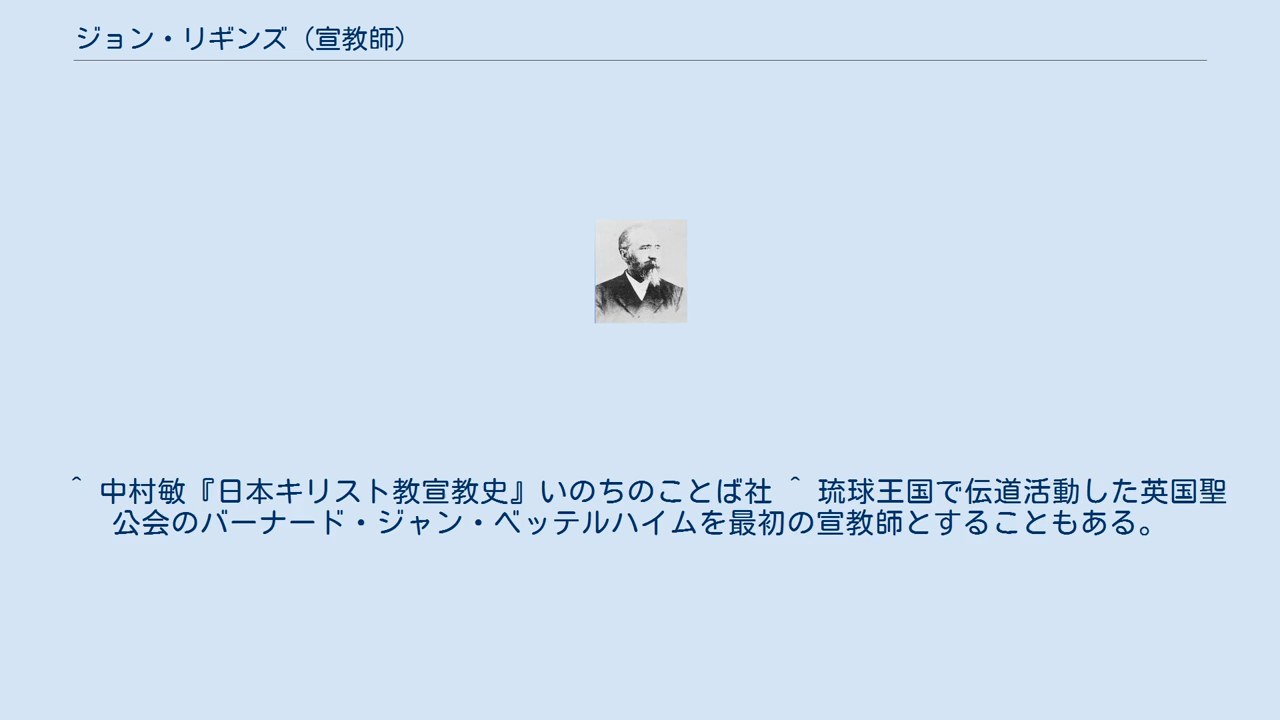 ジョン・リギンズ（宣教師）
^ 中村敏『日本キリスト教宣教史』いのちのことば社 ^ 琉球王国で伝道活動した英国聖
公会のバーナード・ジャン・ベッテルハイムを最初の宣教師とすることもある。